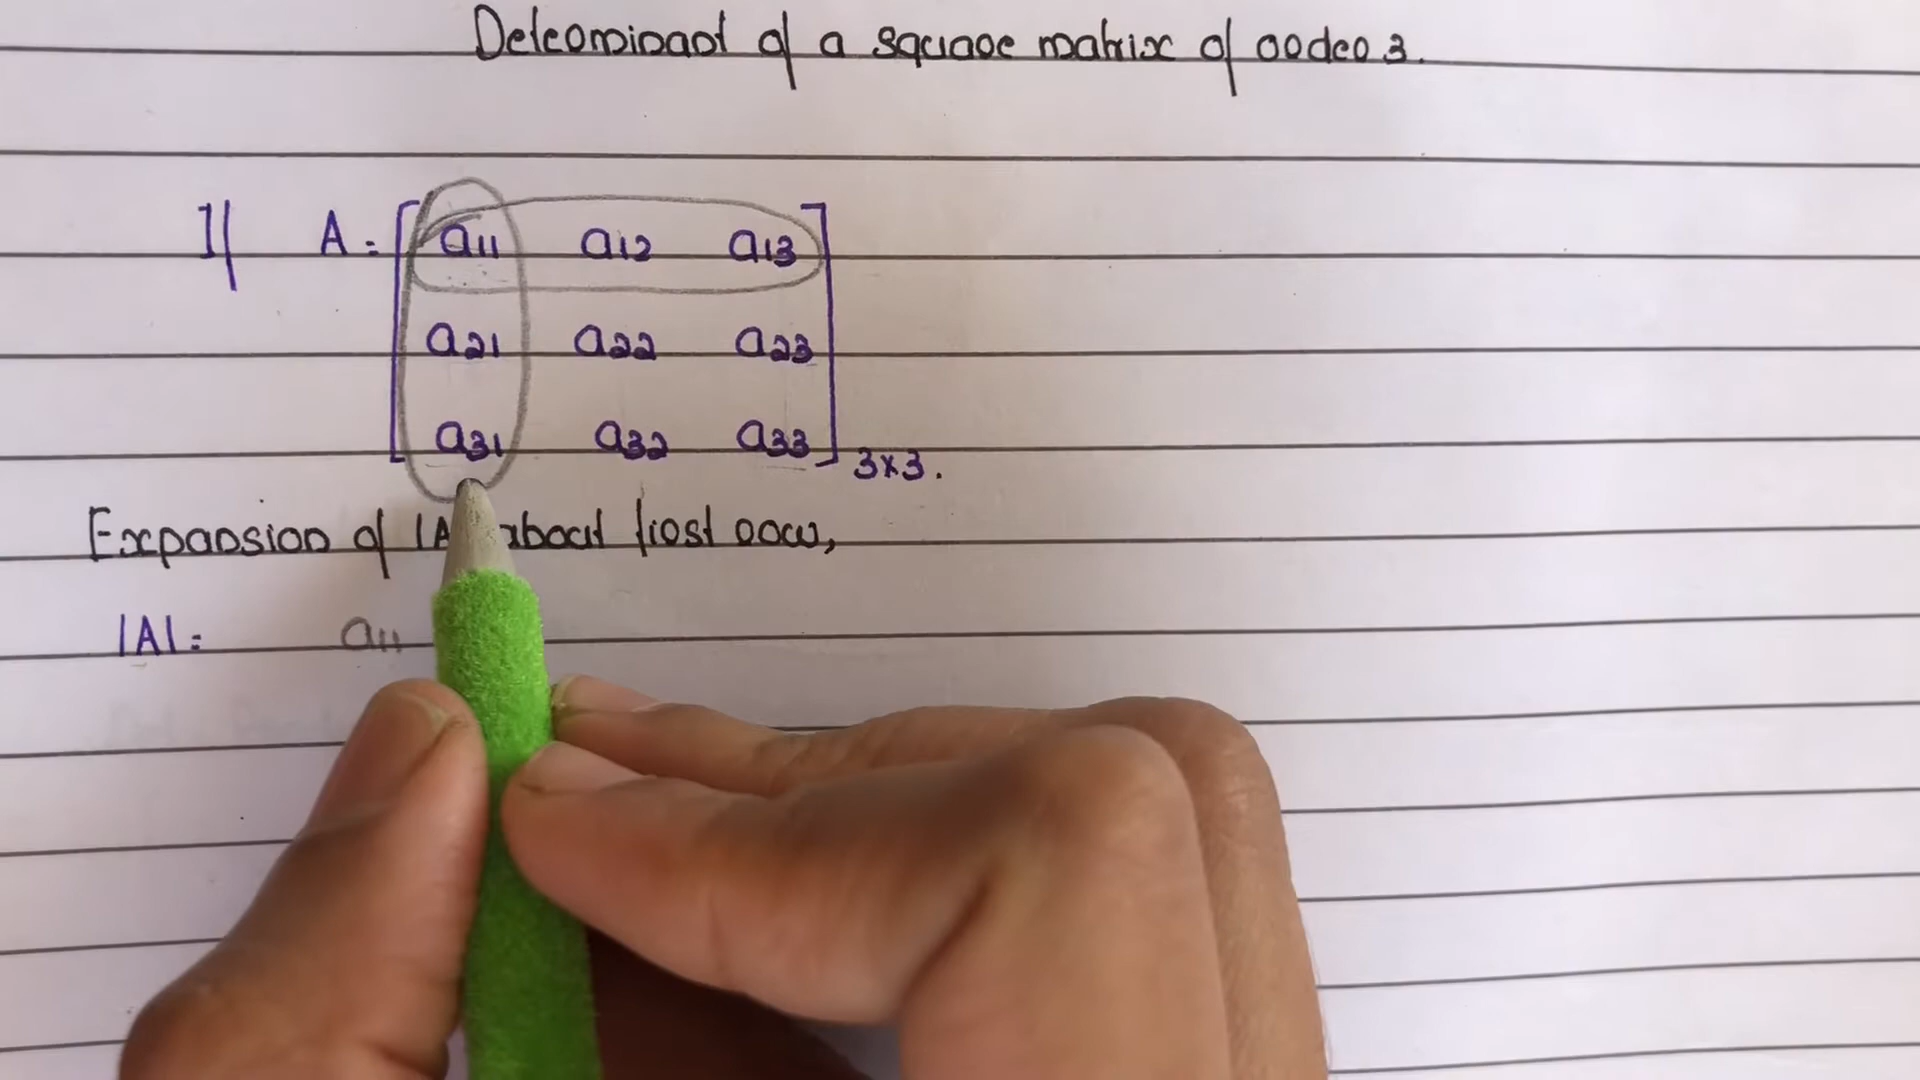 Determinant of a square matrix of order 3.
If A = [ a11 a12 a13
a21 a22 a23
a31 a32 a33 ] 3x3.
Expansion of |A| about first row,
|A| = a11